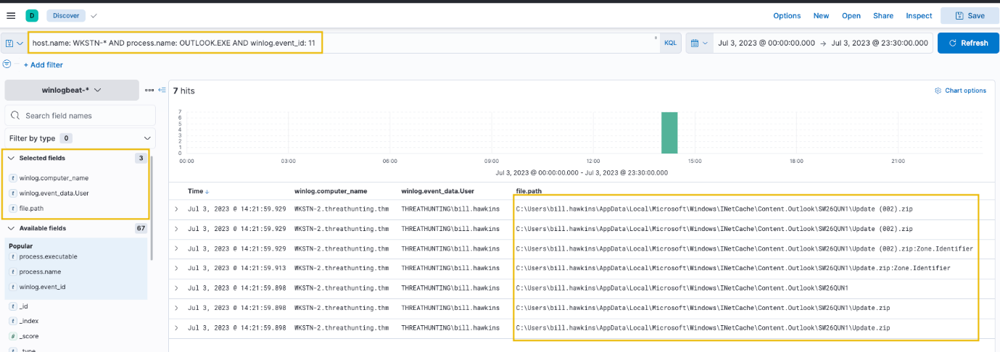 D Discover Options New Open Share Inspect Save
host.name: WKSTN-* AND process.name: OUTLOOK.EXE AND winlog.event_id: 11 KQL Jul 3, 2023 @ 00:00:00.000 → Jul 3, 2023 @ 23:30:00.000 Refresh
+ Add filter
winlogbeat-*
Search field names
Filter by type 0
Selected fields 3
t winlog.computer_name
t winlog.event_data.User
t file.path
Available fields 67
Popular
t process.executable
t process.name
t winlog.event_id
t _id
t _index
# _score
t _type
7 hits Chart options
7
6
5
4
3
2
1
0
00:00 03:00 06:00 09:00 12:00 15:00 18:00 21:00
Jul 3, 2023 @ 00:00:00.000 - Jul 3, 2023 @ 23:30:00.000
Time ↓ winlog.computer_name winlog.event_data.User file.path
Jul 3, 2023 @ 14:21:59.929 WKSTN-2.threathunting.thm THREATHUNTING\bill.hawkins C:\Users\bill.hawkins\AppData\Local\Microsoft\Windows\INetCache\Content.Outlook\SW26QUN1\Update (002).zip
Jul 3, 2023 @ 14:21:59.929 WKSTN-2.threathunting.thm THREATHUNTING\bill.hawkins C:\Users\bill.hawkins\AppData\Local\Microsoft\Windows\INetCache\Content.Outlook\SW26QUN1\Update (002).zip
Jul 3, 2023 @ 14:21:59.929 WKSTN-2.threathunting.thm THREATHUNTING\bill.hawkins C:\Users\bill.hawkins\AppData\Local\Microsoft\Windows\INetCache\Content.Outlook\SW26QUN1\Update (002).zip:Zone.Identifier
Jul 3, 2023 @ 14:21:59.913 WKSTN-2.threathunting.thm THREATHUNTING\bill.hawkins C:\Users\bill.hawkins\AppData\Local\Microsoft\Windows\INetCache\Content.Outlook\SW26QUN1\Update.zip:Zone.Identifier
Jul 3, 2023 @ 14:21:59.898 WKSTN-2.threathunting.thm THREATHUNTING\bill.hawkins C:\Users\bill.hawkins\AppData\Local\Microsoft\Windows\INetCache\Content.Outlook\SW26QUN1
Jul 3, 2023 @ 14:21:59.898 WKSTN-2.threathunting.thm THREATHUNTING\bill.hawkins C:\Users\bill.hawkins\AppData\Local\Microsoft\Windows\INetCache\Content.Outlook\SW26QUN1\Update.zip
Jul 3, 2023 @ 14:21:59.898 WKSTN-2.threathunting.thm THREATHUNTING\bill.hawkins C:\Users\bill.hawkins\AppData\Local\Microsoft\Windows\INetCache\Content.Outlook\SW26QUN1\Update.zip